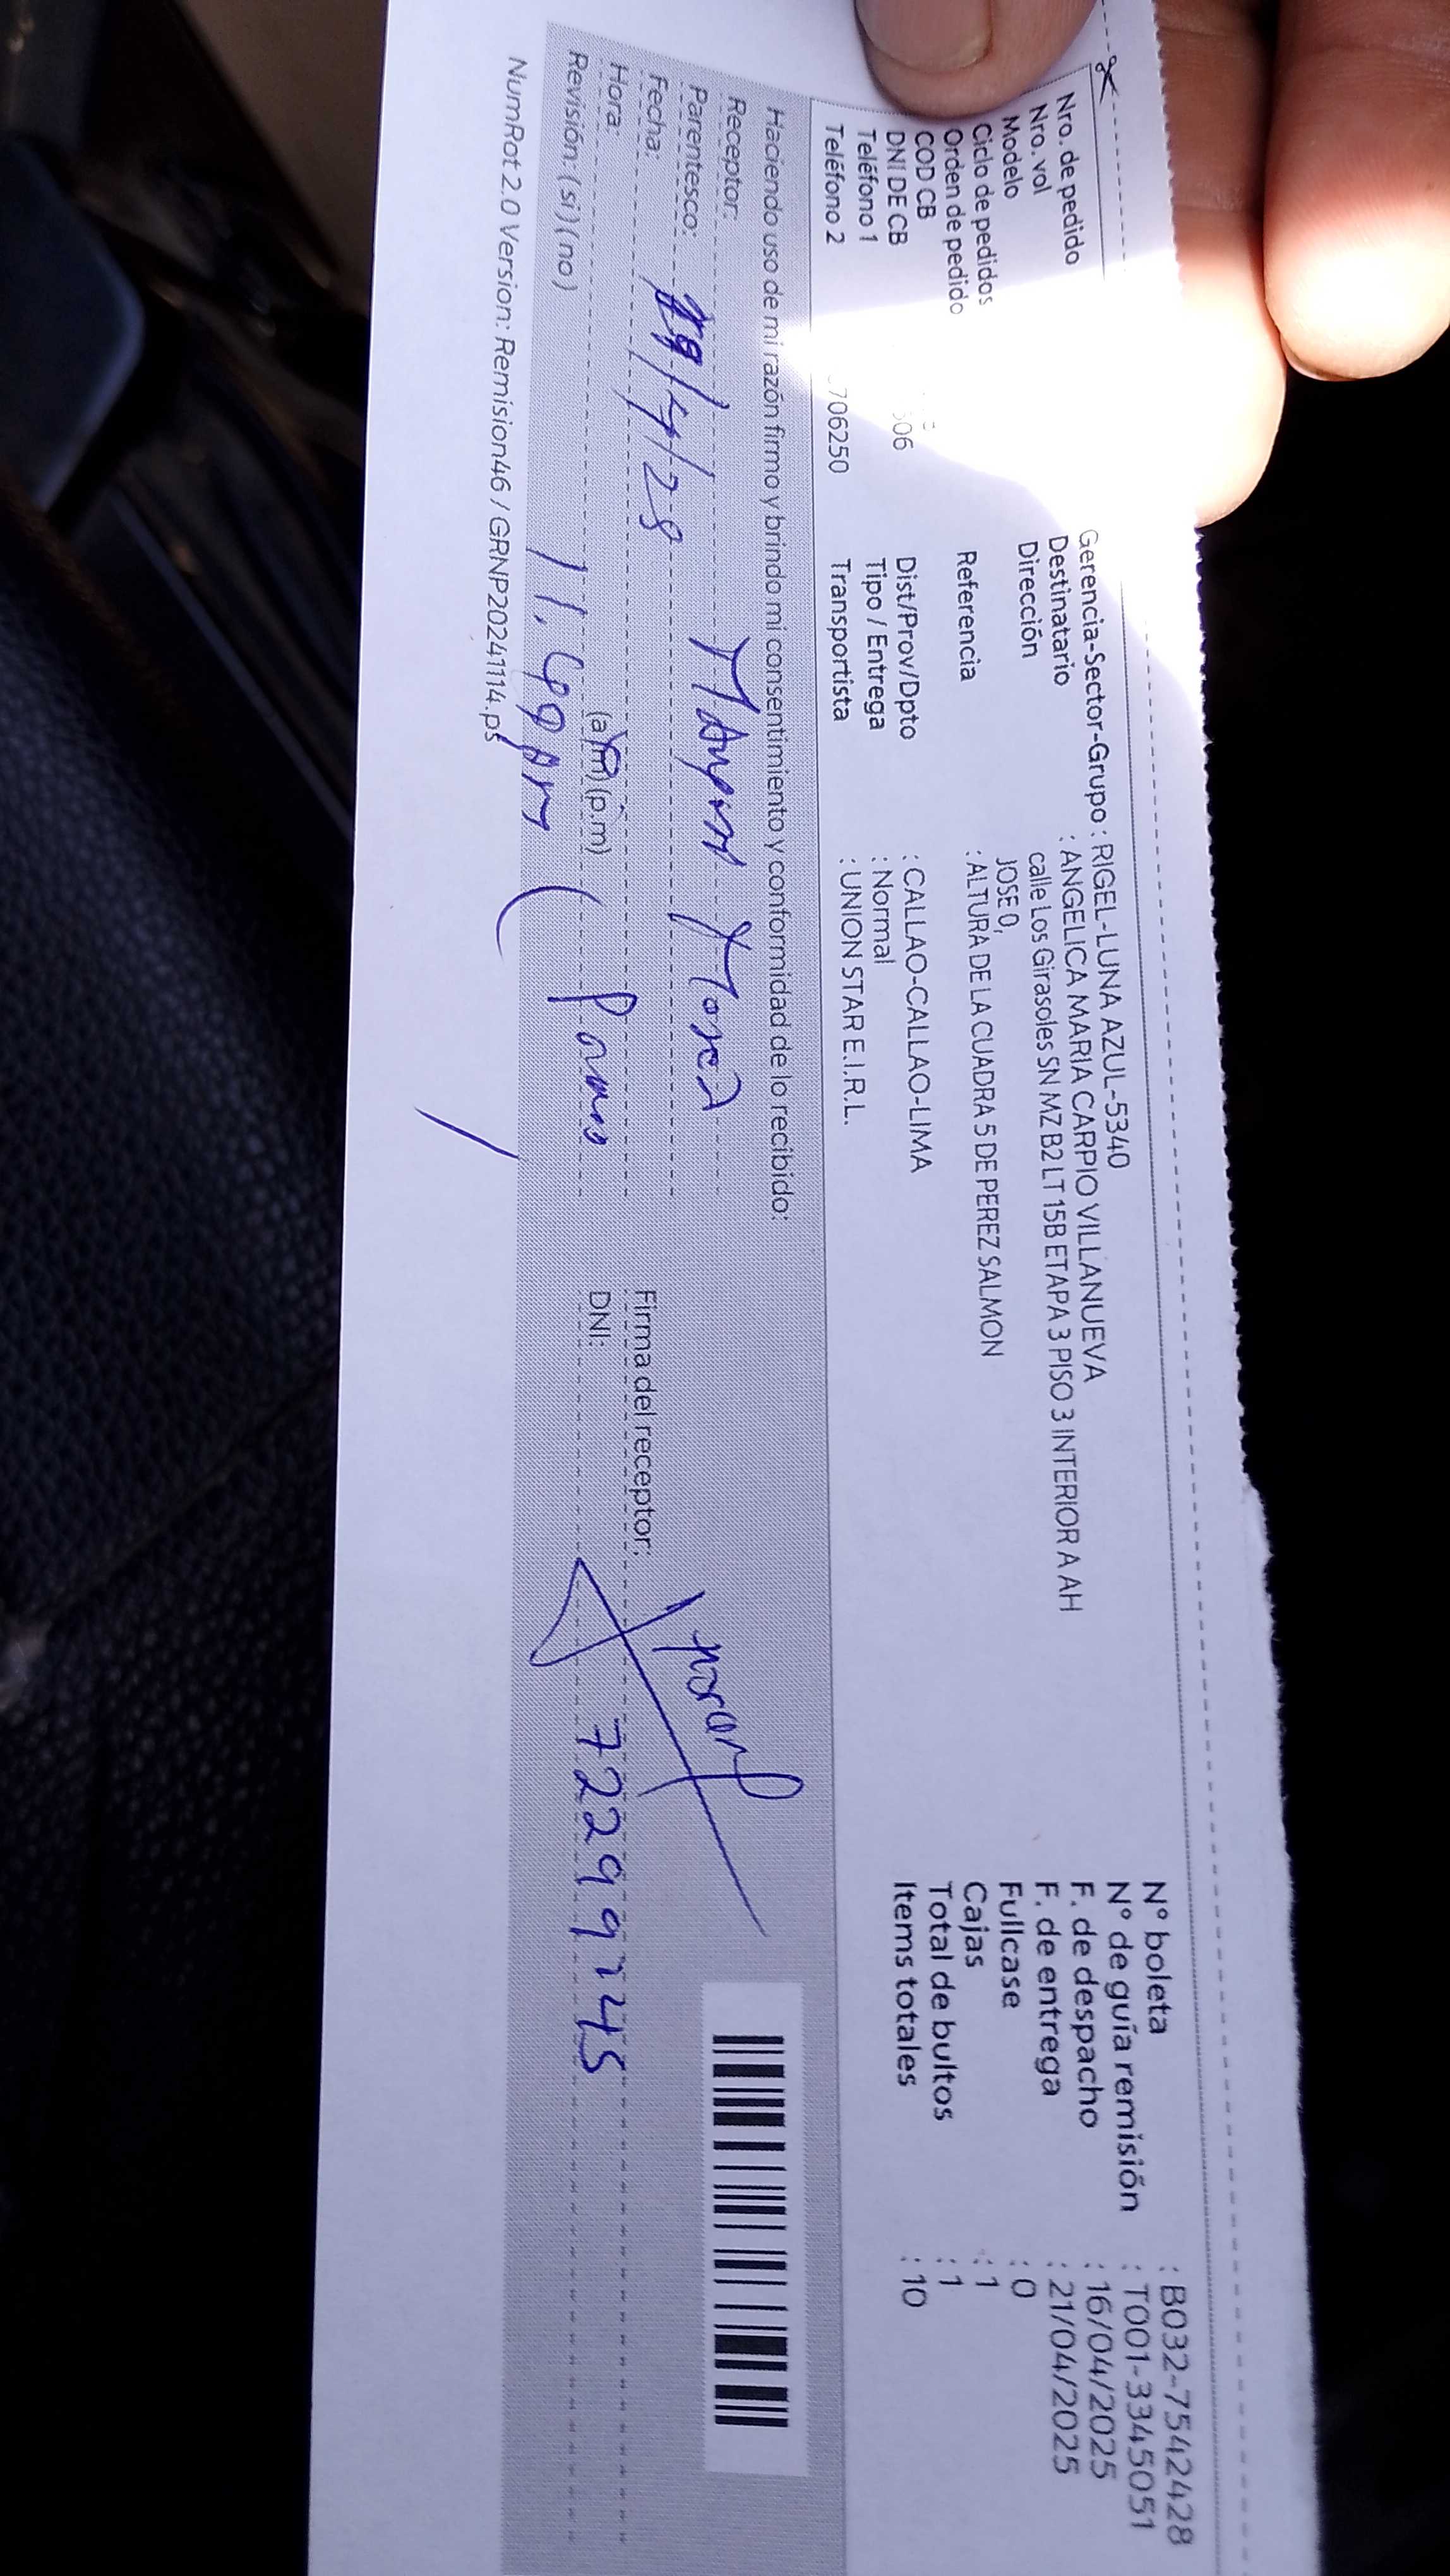 Nro. de pedido
Nro. vol
Modelo
Ciclo de pedidos
Orden de pedido
COD CB
DNI DE CB 506
Teléfono 1
Teléfono 2 706250
Gerencia-Sector-Grupo : RIGEL-LUNA AZUL-5340
Destinatario : ANGELICA MARIA CARPIO VILLANUEVA
Dirección calle Los Girasoles SN MZ B2 LT 15B ETAPA 3 PISO 3 INTERIOR A AH
JOSE 0,
Referencia : ALTURA DE LA CUADRA 5 DE PEREZ SALMON
Dist/Prov/Dpto : CALLAO-CALLAO-LIMA
Tipo / Entrega : Normal
Transportista : UNION STAR E.I.R.L.
N° boleta : B032-7542428
N° de guía remisión : T001-3345051
F. de despacho : 16/04/2025
F. de entrega : 21/04/2025
Fullcase : 0
Cajas : 1
Total de bultos : 1
Items totales : 10
Haciendo uso de mi razón firmo y brindo mi consentimiento y conformidad de lo recibido:
Receptor:
Parentesco:
Fecha:
Hora: (a.m) (p.m)
Revisión: (si) (no)
Firma del receptor:
DNI: 72299745
NumRot2.0 Version: Remision46 / GRNP20241114.ps